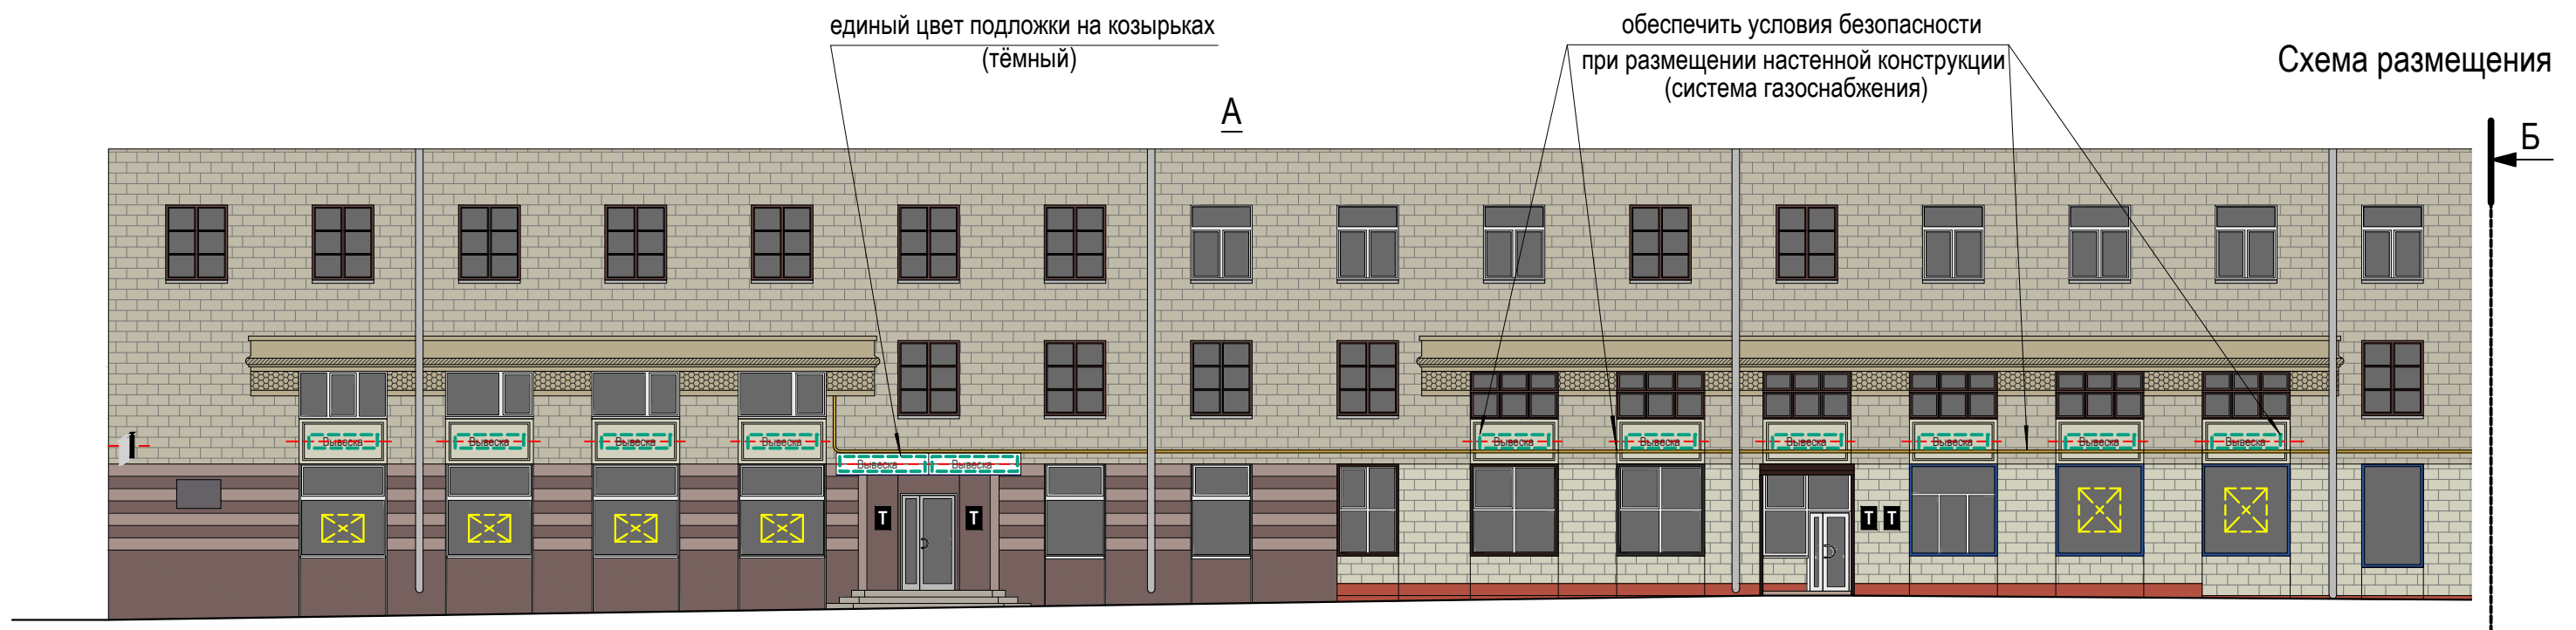 единый цвет подложки на козырьках
(тёмный)
обеспечить условия безопасности
при размещении настенной конструкции
(система газоснабжения)
Схема размещения
А
Б
Вывеска
Вывеска
Вывеска
Вывеска
Вывеска
Вывеска
Вывеска
Вывеска
Вывеска
Вывеска
Вывеска
Вывеска
Т
Т
Т
Т